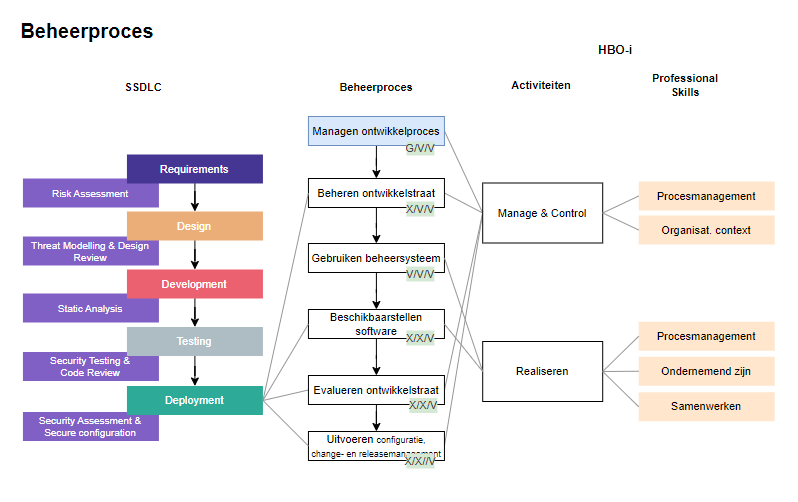 Beheerproces
HBO-i
SSDLC
Beheerproces
Activiteiten
Professional
Skills
Requirements
Risk Assessment
Design
Threat Modelling & Design
Review
Development
Static Analysis
Testing
Security Testing &
Code Review
Deployment
Security Assessment &
Secure configuration
Managen ontwikkelproces
G/V/V
Beheren ontwikkelstraat
X/V/V
Gebruiken beheersysteem
V/V/V
Beschikbaarstellen
software
X/X/V
Evalueren ontwikkelstraat
X/X/V
Uitvoeren configuratie,
change- en releasemanagement
X/X//V
Manage & Control
Realiseren
Procesmanagement
Organisat. context
Procesmanagement
Ondernemend zijn
Samenwerken